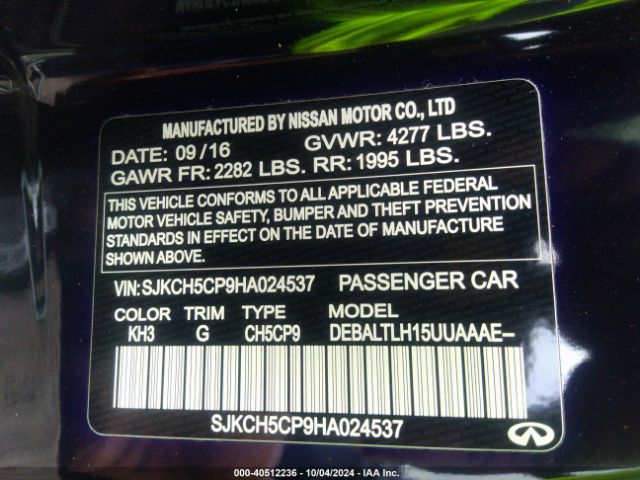 MANUFACTURED BY NISSAN MOTOR CO., LTD
DATE: 09/16 GVWR: 4277 LBS.
GAWR FR: 2282 LBS. RR: 1995 LBS.
THIS VEHICLE CONFORMS TO ALL APPLICABLE FEDERAL
MOTOR VEHICLE SAFETY, BUMPER AND THEFT PREVENTION
STANDARDS IN EFFECT ON THE DATE OF MANUFACTURE
SHOWN ABOVE.
VIN:SJKCH5CP9HA024537 PASSENGER CAR
COLOR TRIM TYPE MODEL
KH3 G CH5CP9 DEBALTLH15UUAAAE-
SJKCH5CP9HA024537
000-40512236 - 10/04/2024 - IAA Inc.